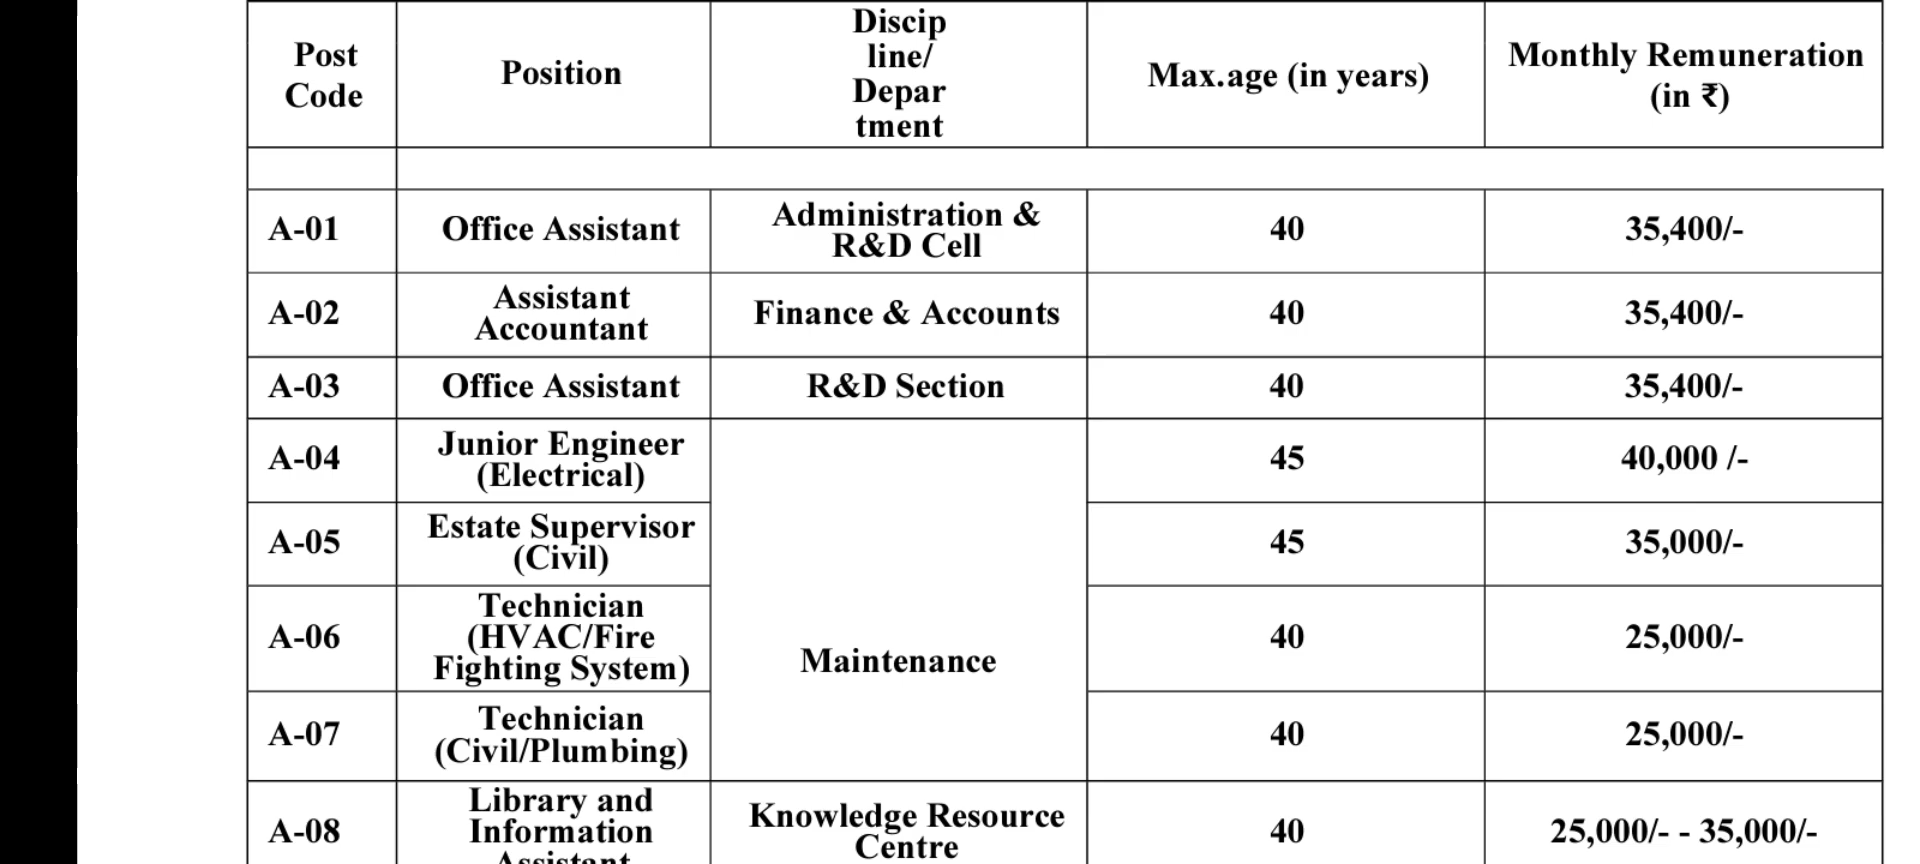 Post
Code
Position
Discip
line/
Depar
tment
Max.age (in years)
Monthly Remuneration
(in ₹)
A-01
Office Assistant
Administration &
R&D Cell
40
35,400/-
A-02
Assistant
Accountant
Finance & Accounts
40
35,400/-
A-03
Office Assistant
R&D Section
40
35,400/-
A-04
Junior Engineer
(Electrical)
45
40,000 /-
A-05
Estate Supervisor
(Civil)
45
35,000/-
A-06
Technician
(HVAC/Fire
Fighting System)
Maintenance
40
25,000/-
A-07
Technician
(Civil/Plumbing)
40
25,000/-
A-08
Library and
Information
Assistant
Knowledge Resource
Centre
40
25,000/- - 35,000/-